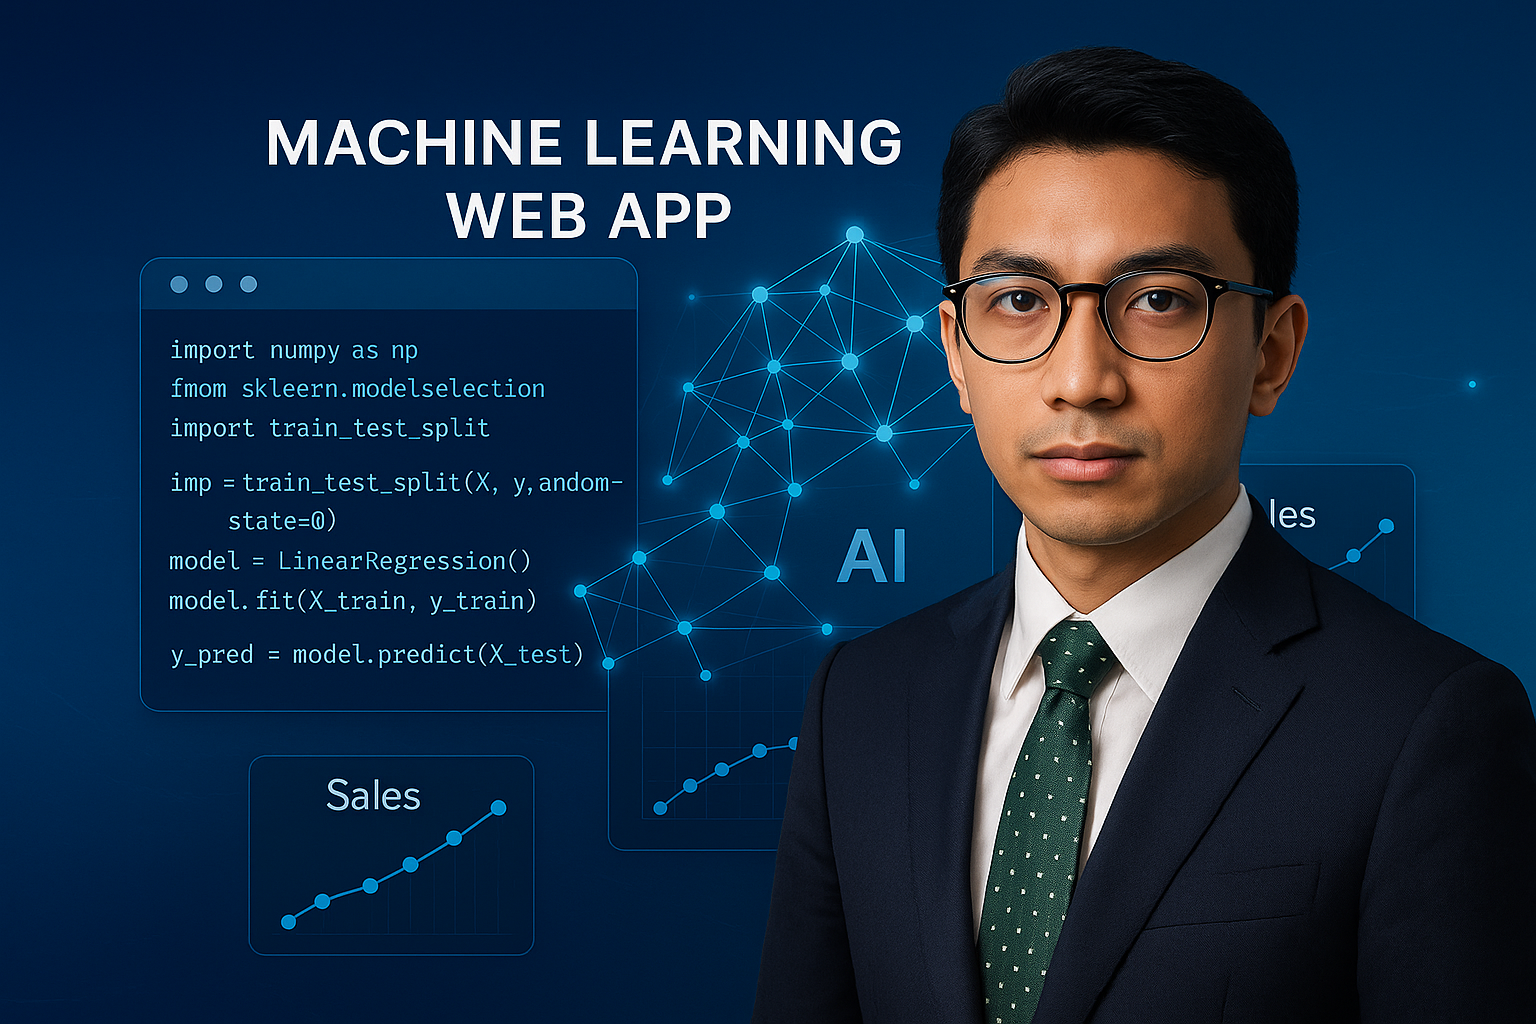 MACHINE LEARNING
WEB APP
import numpy as np
fmom skleern.modelselection
import train_test_split
imp = train_test_split(X, y,andom-
state=0)
model = LinearRegression()
model.fit(X_train, y_train)
y_pred = model.predict(X_test)
AI
les
Sales